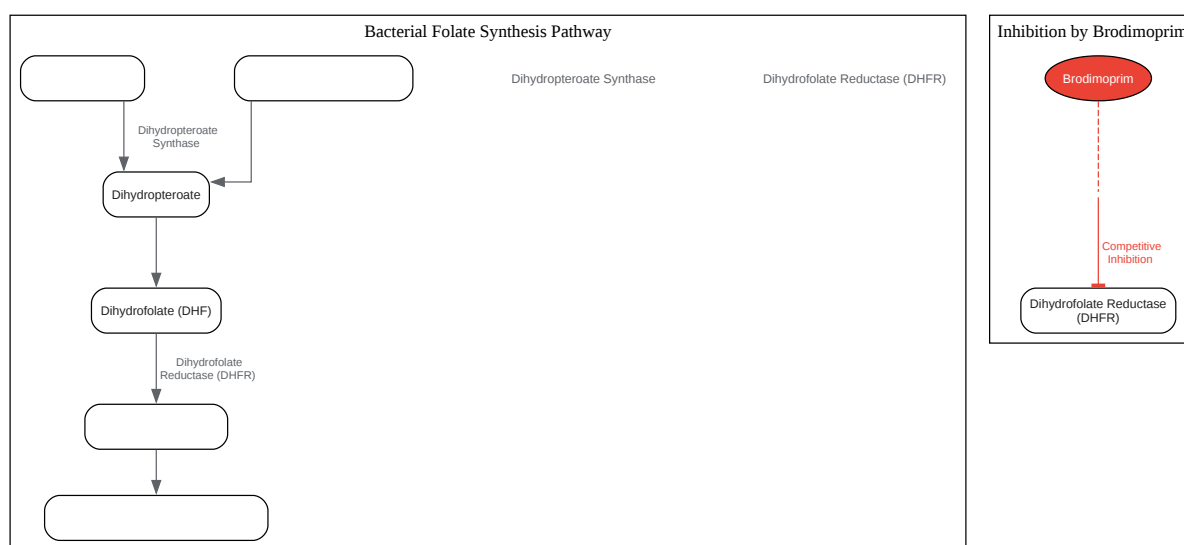 Bacterial Folate Synthesis Pathway
Dihydropteroate Synthase
Dihydrofolate Reductase (DHFR)
Dihydropteroate
Synthase
Dihydropteroate
Dihydrofolate (DHF)
Dihydrofolate
Reductase (DHFR)
Inhibition by Brodimoprim
Brodimoprim
Competitive
Inhibition
Dihydrofolate Reductase
(DHFR)